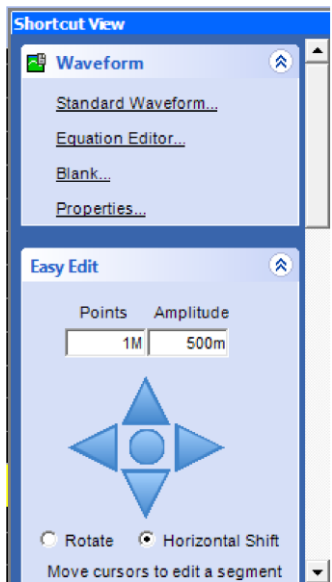 Shortcut View
Waveform
Standard Waveform...
Equation Editor...
Blank...
Properties...
Easy Edit
Points Amplitude
1M 500m
Rotate Horizontal Shift
Move cursors to edit a segment